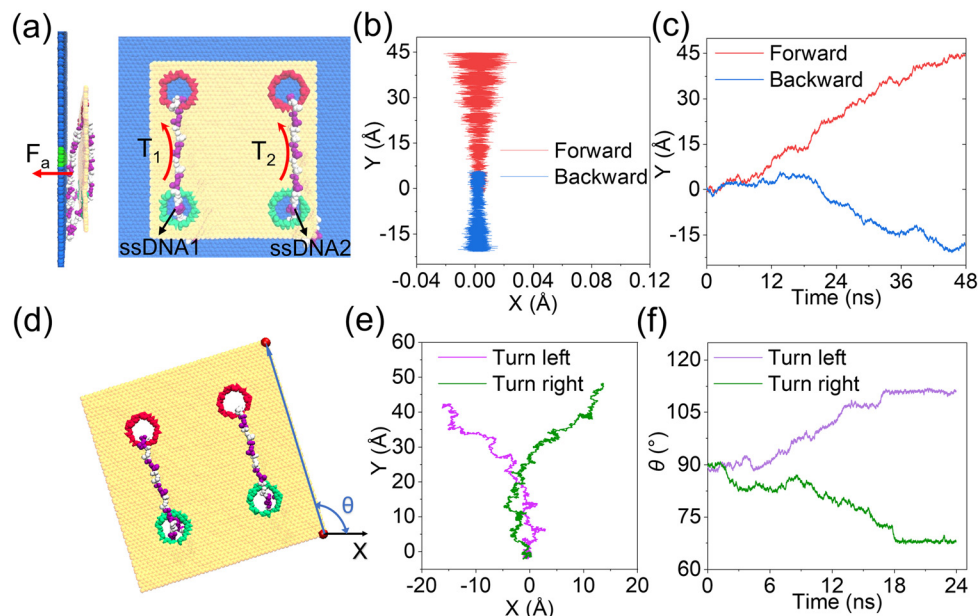 (a)
F_a
T_1
T_2
ssDNA1
ssDNA2
(b)
45
30
15
0
-15
Y (Å)
Forward
Backward
-0.04 0.00 0.04 0.08 0.12
X (Å)
(c)
Forward
Backward
45
30
15
0
-15
Y (Å)
0 12 24 36 48
Time (ns)
(d)
θ
X
(e)
Turn left
Turn right
60
50
40
30
20
10
0
Y (Å)
-20 -10 0 10 20
X (Å)
(f)
Turn left
Turn right
120
105
90
75
60
θ (°)
0 6 12 18 24
Time (ns)